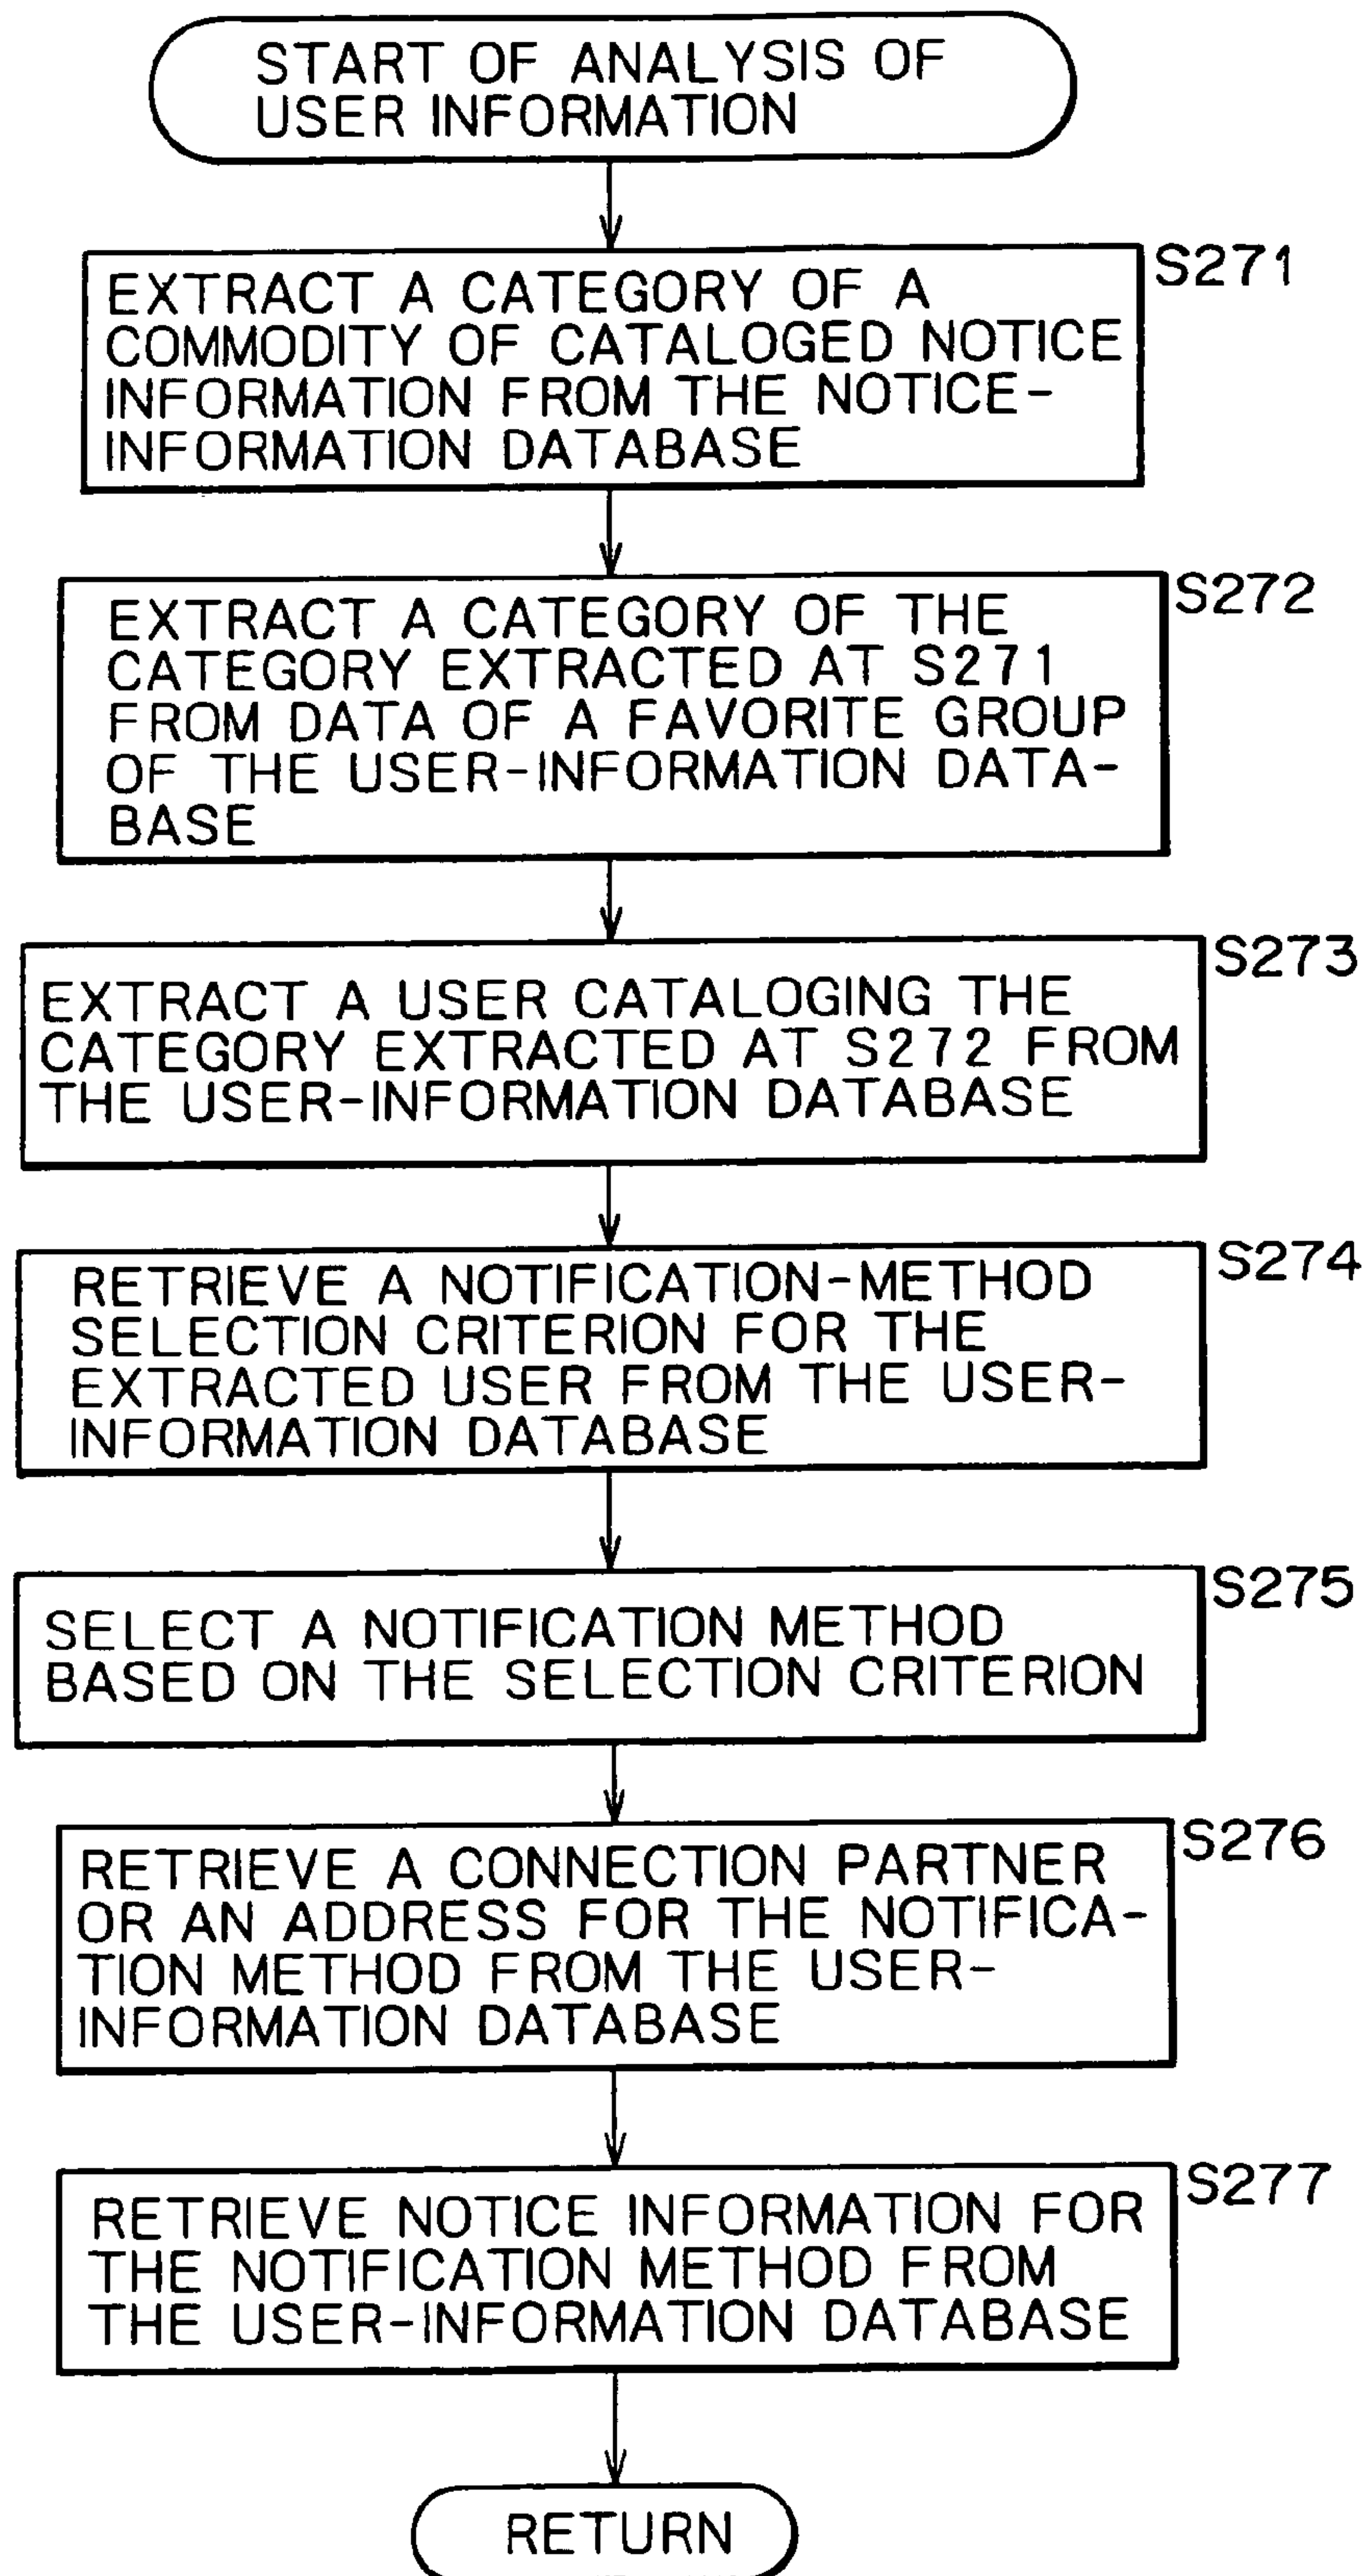 START OF ANALYSIS OF
USER INFORMATION
S271
EXTRACT A CATEGORY OF A
COMMODITY OF CATALOGED NOTICE
INFORMATION FROM THE NOTICE-
INFORMATION DATABASE
S272
EXTRACT A CATEGORY OF THE
CATEGORY EXTRACTED AT S271
FROM DATA OF A FAVORITE GROUP
OF THE USER-INFORMATION DATA-
BASE
S273
EXTRACT A USER CATALOGING THE
CATEGORY EXTRACTED AT S272 FROM
THE USER-INFORMATION DATABASE
S274
RETRIEVE A NOTIFICATION-METHOD
SELECTION CRITERION FOR THE
EXTRACTED USER FROM THE USER-
INFORMATION DATABASE
S275
SELECT A NOTIFICATION METHOD
BASED ON THE SELECTION CRITERION
S276
RETRIEVE A CONNECTION PARTNER
OR AN ADDRESS FOR THE NOTIFICA-
TION METHOD FROM THE USER-
INFORMATION DATABASE
S277
RETRIEVE NOTICE INFORMATION FOR
THE NOTIFICATION METHOD FROM
THE USER-INFORMATION DATABASE
RETURN